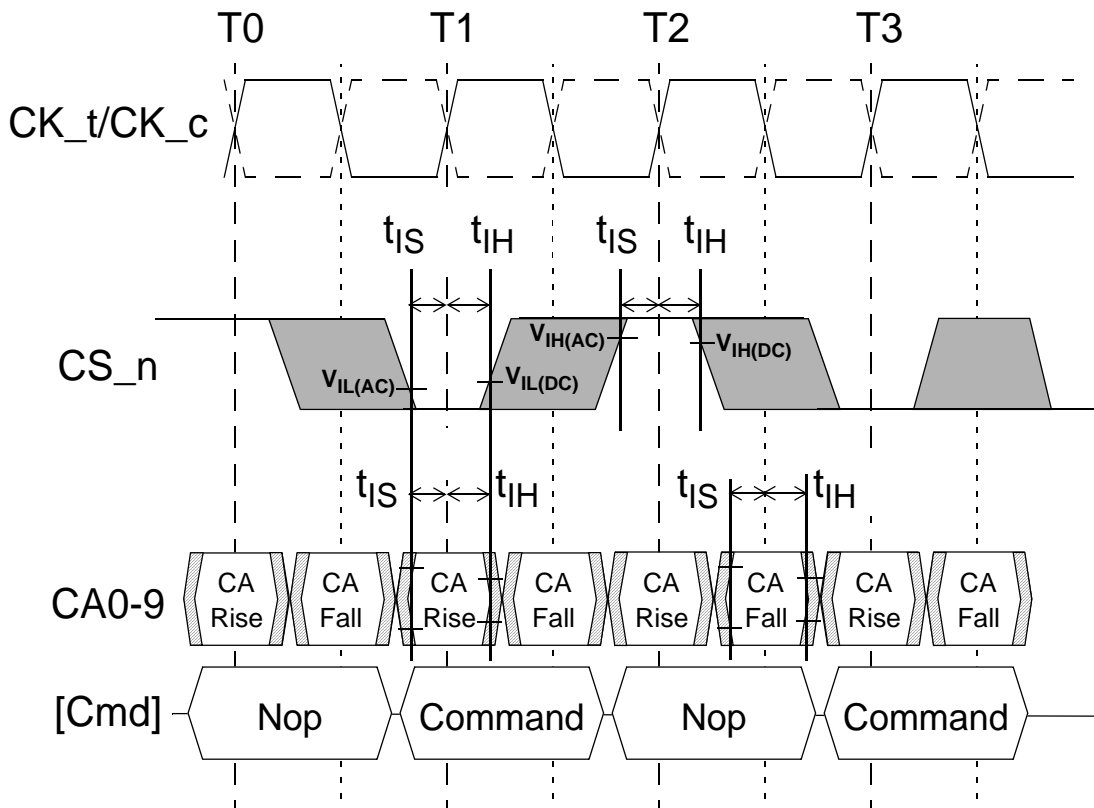 T0 T1 T2 T3
CK_t/CK_c
tIS tIH tIS tIH
VIH(AC) VIH(DC)
CS_n
VIL(AC) VIL(DC)
tIS tIH tIS tIH
CA0-9
CA Rise
CA Fall
CA Rise
CA Fall
CA Rise
CA Fall
CA Rise
CA Fall
[Cmd] Nop Command Nop Command